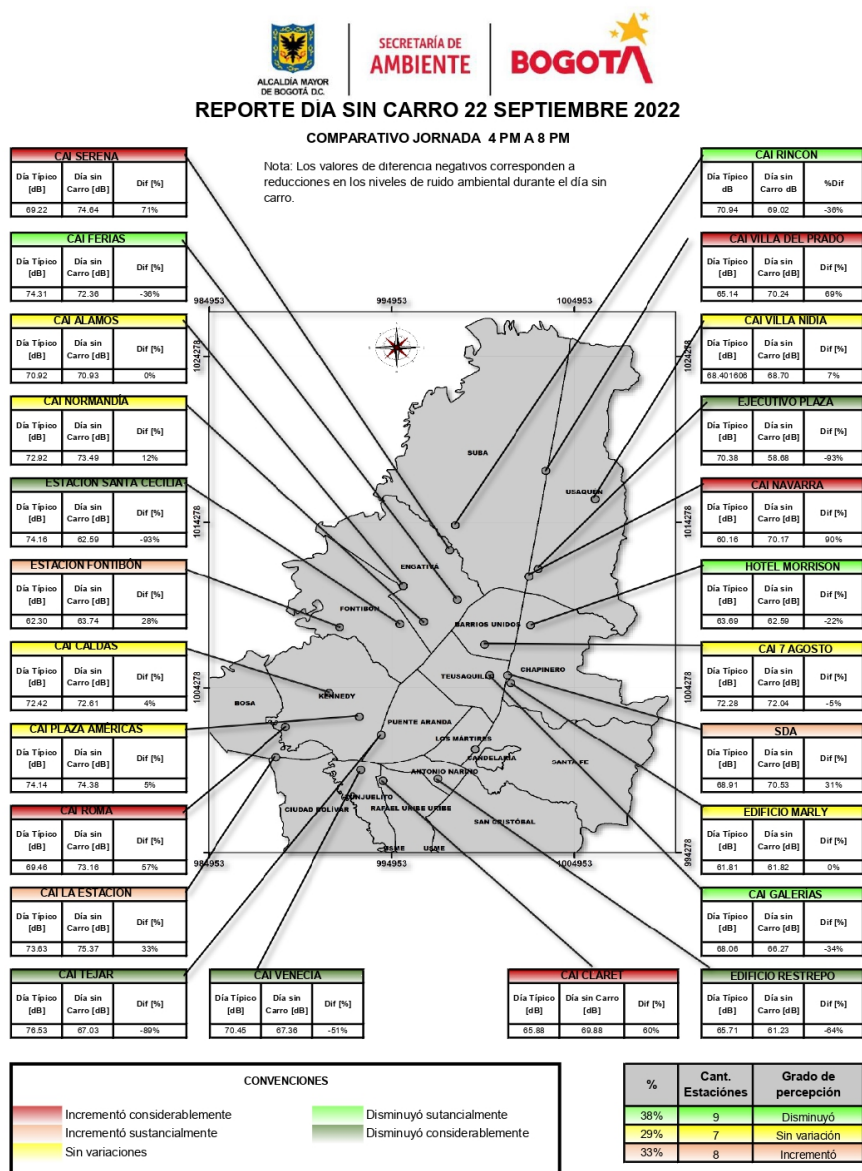 ALCALDÍA MAYOR
DE BOGOTÁ D.C.
SECRETARÍA DE
AMBIENTE
BOGOTÁ
REPORTE DÍA SIN CARRO 22 SEPTIEMBRE 2022
COMPARATIVO JORNADA 4 PM A 8 PM
Nota: Los valores de diferencia negativos corresponden a
reducciones en los niveles de ruido ambiental durante el día sin
carro.
CAI SERENA
Día Típico [dB] Día sin Carro [dB] Dif [%]
69.22 74.64 71%
CAI FERIAS
Día Típico [dB] Día sin Carro [dB] Dif [%]
74.31 72.36 -36%
CAI ALAMOS
Día Típico [dB] Día sin Carro [dB] Dif [%]
70.92 70.93 0%
CAI NORMANDÍA
Día Típico [dB] Día sin Carro [dB] Dif [%]
72.92 73.49 12%
ESTACION SANTA CECILIA
Día Típico [dB] Día sin Carro [dB] Dif [%]
74.16 62.59 -93%
ESTACION FONTIBÓN
Día Típico [dB] Día sin Carro [dB] Dif [%]
62.30 63.74 28%
CAI CALDAS
Día Típico [dB] Día sin Carro [dB] Dif [%]
72.42 72.61 4%
CAI PLAZA AMÉRICAS
Día Típico [dB] Día sin Carro [dB] Dif [%]
74.14 74.38 5%
CAI ROMA
Día Típico [dB] Día sin Carro [dB] Dif [%]
69.46 73.16 57%
CAI LA ESTACION
Día Típico [dB] Día sin Carro [dB] Dif [%]
73.63 75.37 33%
CAI TEJAR
Día Típico [dB] Día sin Carro [dB] Dif [%]
76.53 67.03 -89%
CAI VENECIA
Día Típico [dB] Día sin Carro [dB] Dif [%]
70.45 67.36 -51%
CAI CLARET
Día Típico [dB] Día sin Carro [dB] Dif [%]
65.88 69.88 60%
CAI RINCON
Día Típico dB Día sin Carro dB %Dif
70.94 69.02 -36%
CAI VILLA DEL PRADO
Día Típico [dB] Día sin Carro [dB] Dif [%]
65.14 70.24 69%
CAI VILLA NIDIA
Día Típico [dB] Día sin Carro [dB] Dif [%]
68.401606 68.70 7%
EJECUTIVO PLAZA
Día Típico [dB] Día sin Carro [dB] Dif [%]
70.38 58.68 -93%
CAI NAVARRA
Día Típico [dB] Día sin Carro [dB] Dif [%]
60.16 70.17 90%
HOTEL MORRISON
Día Típico [dB] Día sin Carro [dB] Dif [%]
63.69 62.59 -22%
CAI 7 AGOSTO
Día Típico [dB] Día sin Carro [dB] Dif [%]
72.28 72.04 -5%
SDA
Día Típico [dB] Día sin Carro [dB] Dif [%]
68.91 70.53 31%
EDIFICIO MARLY
Día Típico [dB] Día sin Carro [dB] Dif [%]
61.81 61.82 0%
CAI GALERIAS
Día Típico [dB] Día sin Carro [dB] Dif [%]
68.06 66.27 -34%
EDIFICIO RESTREPO
Día Típico [dB] Día sin Carro [dB] Dif [%]
65.71 61.23 -64%
984953 994953 1004953
1024278 1024278
1014278 1014278
1004278 1004278
994278 994278
984953 994953 1004953
SUBA
USAQUÉN
ENGATIVÁ
FONTIBÓN
BARRIOS UNIDOS
CHAPINERO
TEUSAQUILLO
KENNEDY
BOSA
PUENTE ARANDA
LOS MÁRTIRES
CANDELARIA
SANTA FE
ANTONIO NARIÑO
TUNJUELITO
CIUDAD BOLÍVAR
RAFAEL URIBE URIBE
SAN CRISTÓBAL
USME USME
CONVENCIONES
Incrementó considerablemente
Incrementó sustancialmente
Sin variaciones
Disminuyó sutancialmente
Disminuyó considerablemente
% Cant. Estaciónes Grado de percepción
38% 9 Disminuyó
29% 7 Sin variación
33% 8 Incrementó